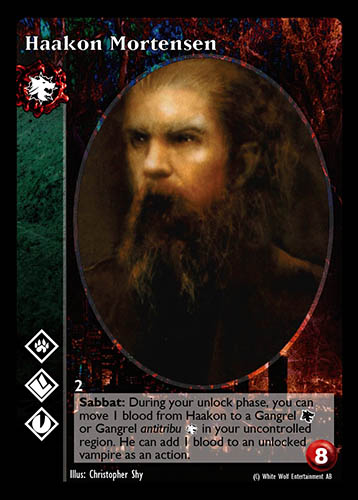 Haakon Mortensen
2
Sabbat: During your unlock phase, you can
move 1 blood from Haakon to a Gangrel
or Gangrel antitribu in your uncontrolled
region. He can add 1 blood to an unlocked
vampire as an action.
8
Illus: Christopher Shy
(C) White Wolf Entertainment AB